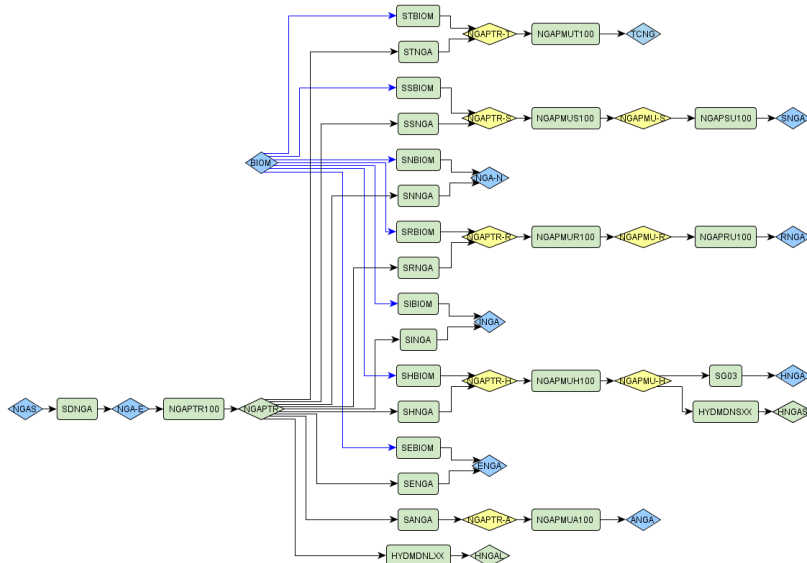 STBIOM
NGAPTR-T NGAPMUT100 TCNG
STNGA
SSBIOM
NGAPTR-S NGAPMUS100 NGAPMU-S NGAPSU100 SNGA
SSNGA
SNBIOM
BIOM
NGA-N
SNNGA
SRBIOM
NGAPTR-R NGAPMUR100 NGAPMU-R NGAPRU100 RNGA
SRNGA
SIBIOM
INGA
SINGA
SHBIOM SG03 HNGA
NGAPTR-H NGAPMUH100 NGAPMU-H
SHNGA
NGAS SDNGA NGA-E NGAPTR100 NGAPTR HYDMDNSXX HNGAS
SEBIOM
ENGA
SENGA
SANGA NGAPTR-A NGAPMUA100 ANGA
HYDMDNLXX HNGAL